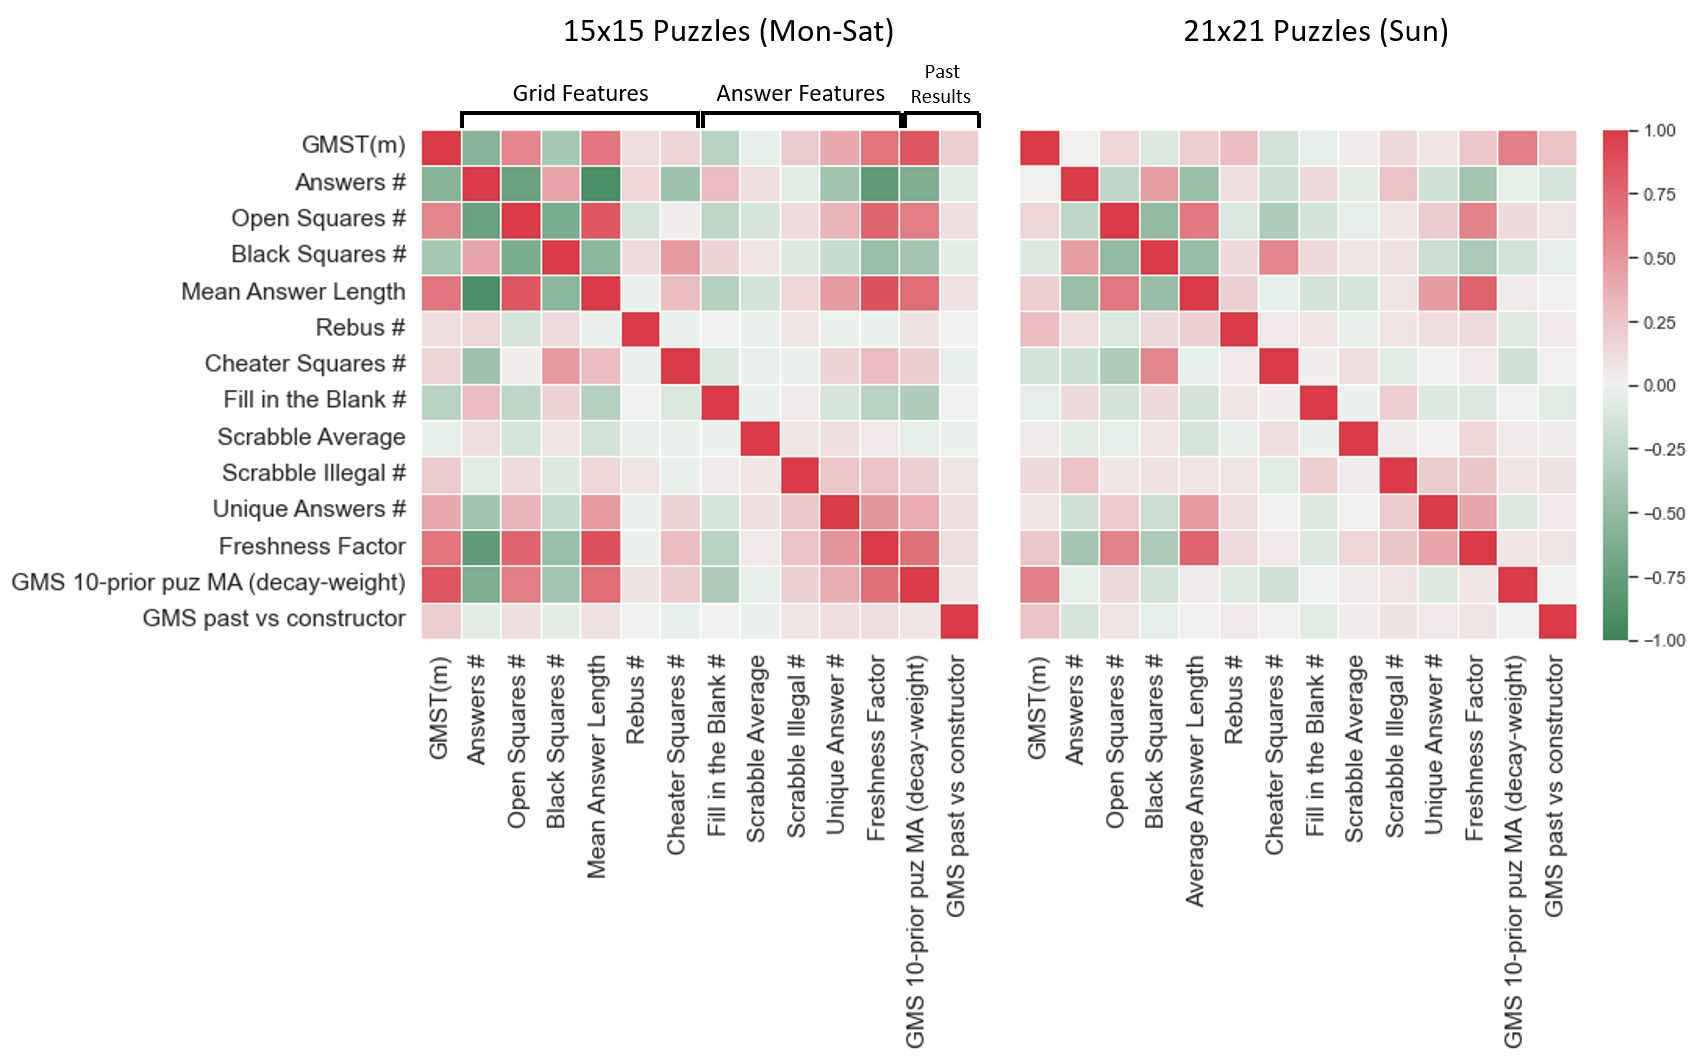 15x15 Puzzles (Mon-Sat)
21x21 Puzzles (Sun)
Grid Features
Answer Features
Past
Results
GMST(m)
Answers #
Open Squares #
Black Squares #
Mean Answer Length
Rebus #
Cheater Squares #
Fill in the Blank #
Scrabble Average
Scrabble Illegal #
Unique Answers #
Freshness Factor
GMS 10-prior puz MA (decay-weight)
GMS past vs constructor
GMST(m)
Answers #
Open Squares #
Black Squares #
Mean Answer Length
Rebus #
Cheater Squares #
Fill in the Blank #
Scrabble Average
Scrabble Illegal #
Unique Answer #
Freshness Factor
GMS 10-prior puz MA (decay-weight)
GMS past vs constructor
GMST(m)
Answers #
Open Squares #
Black Squares #
Average Answer Length
Rebus #
Cheater Squares #
Fill in the Blank #
Scrabble Average
Scrabble Illegal #
Unique Answer #
Freshness Factor
GMS 10-prior puz MA (decay-weight)
GMS past vs constructor
1.00
0.75
0.50
0.25
0.00
−0.25
−0.50
−0.75
−1.00